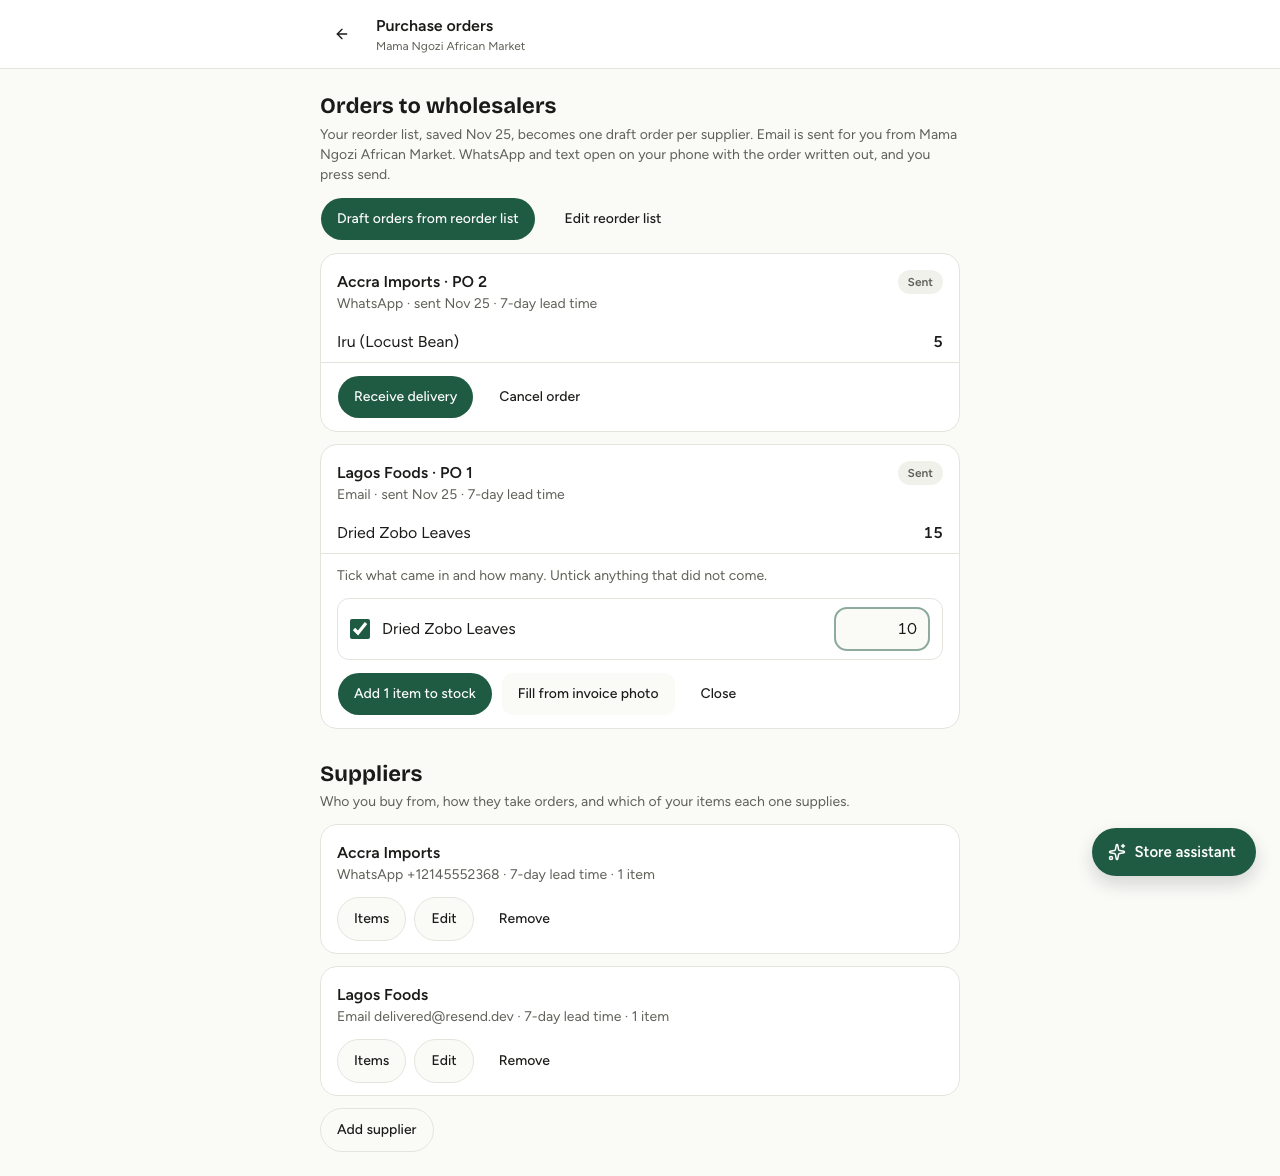 Purchase orders
Mama Ngozi African Market
Orders to wholesalers
Your reorder list, saved Nov 25, becomes one draft order per supplier. Email is sent for you from Mama
Ngozi African Market. WhatsApp and text open on your phone with the order written out, and you
press send.
Draft orders from reorder list
Edit reorder list
Accra Imports · PO 2
Sent
WhatsApp · sent Nov 25 · 7-day lead time
Iru (Locust Bean)
5
Receive delivery
Cancel order
Lagos Foods · PO 1
Sent
Email · sent Nov 25 · 7-day lead time
Dried Zobo Leaves
15
Tick what came in and how many. Untick anything that did not come.
Dried Zobo Leaves
10
Add 1 item to stock
Fill from invoice photo
Close
Suppliers
Who you buy from, how they take orders, and which of your items each one supplies.
Accra Imports
WhatsApp +12145552368 · 7-day lead time · 1 item
Items
Edit
Remove
Store assistant
Lagos Foods
Email delivered@resend.dev · 7-day lead time · 1 item
Items
Edit
Remove
Add supplier